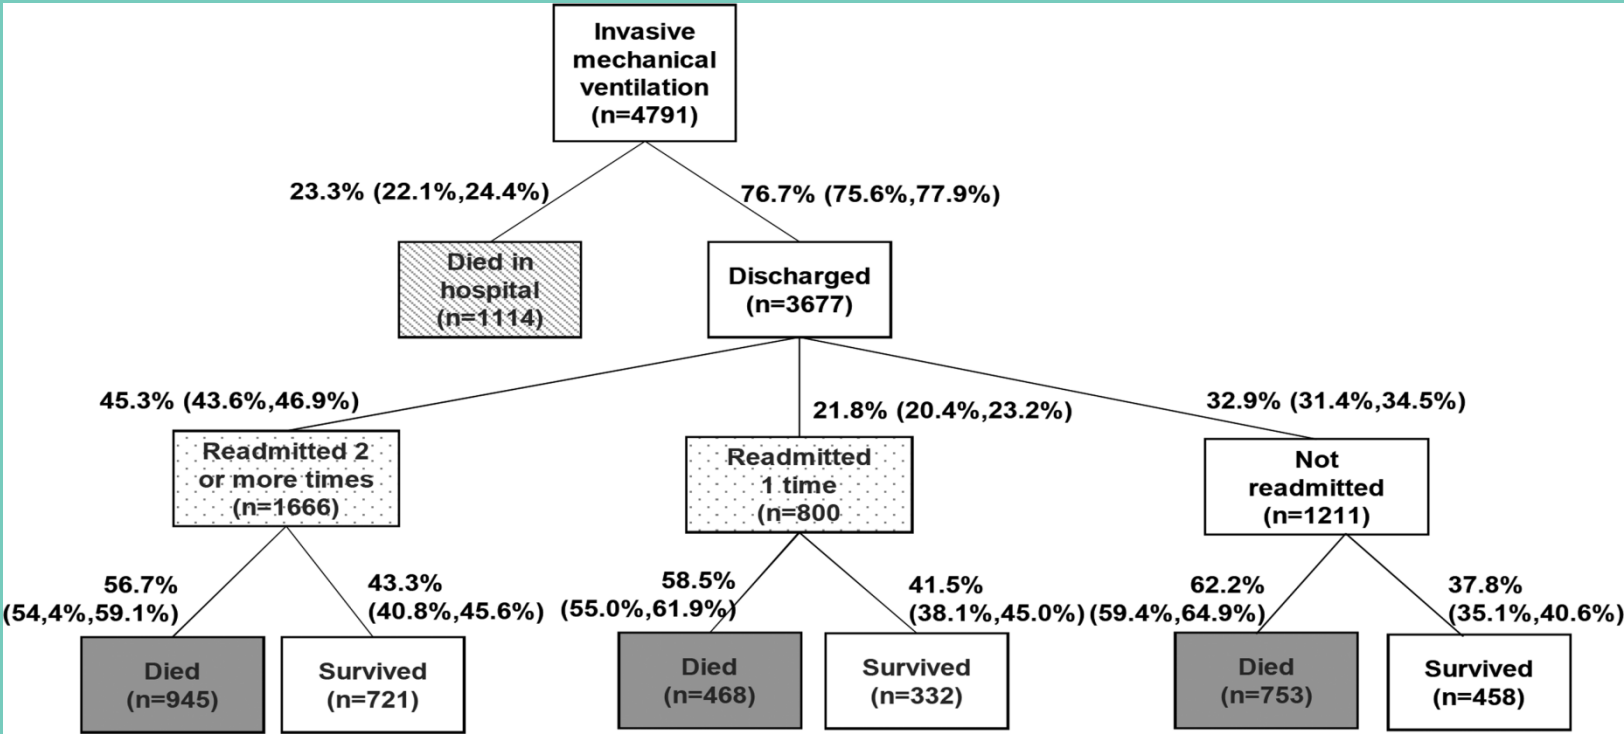 Invasive
mechanical
ventilation
(n=4791)
23.3% (22.1%,24.4%)
76.7% (75.6%,77.9%)
Died in
hospital
(n=1114)
Discharged
(n=3677)
45.3% (43.6%,46.9%)
21.8% (20.4%,23.2%)
32.9% (31.4%,34.5%)
Readmitted 2
or more times
(n=1666)
Readmitted
1 time
(n=800
Not
readmitted
(n=1211)
56.7%
(54,4%,59.1%)
43.3%
(40.8%,45.6%)
58.5%
(55.0%,61.9%)
41.5%
(38.1%,45.0%)
62.2%
(59.4%,64.9%)
37.8%
(35.1%,40.6%)
Died
(n=945)
Survived
(n=721)
Died
(n=468)
Survived
(n=332)
Died
(n=753)
Survived
(n=458)